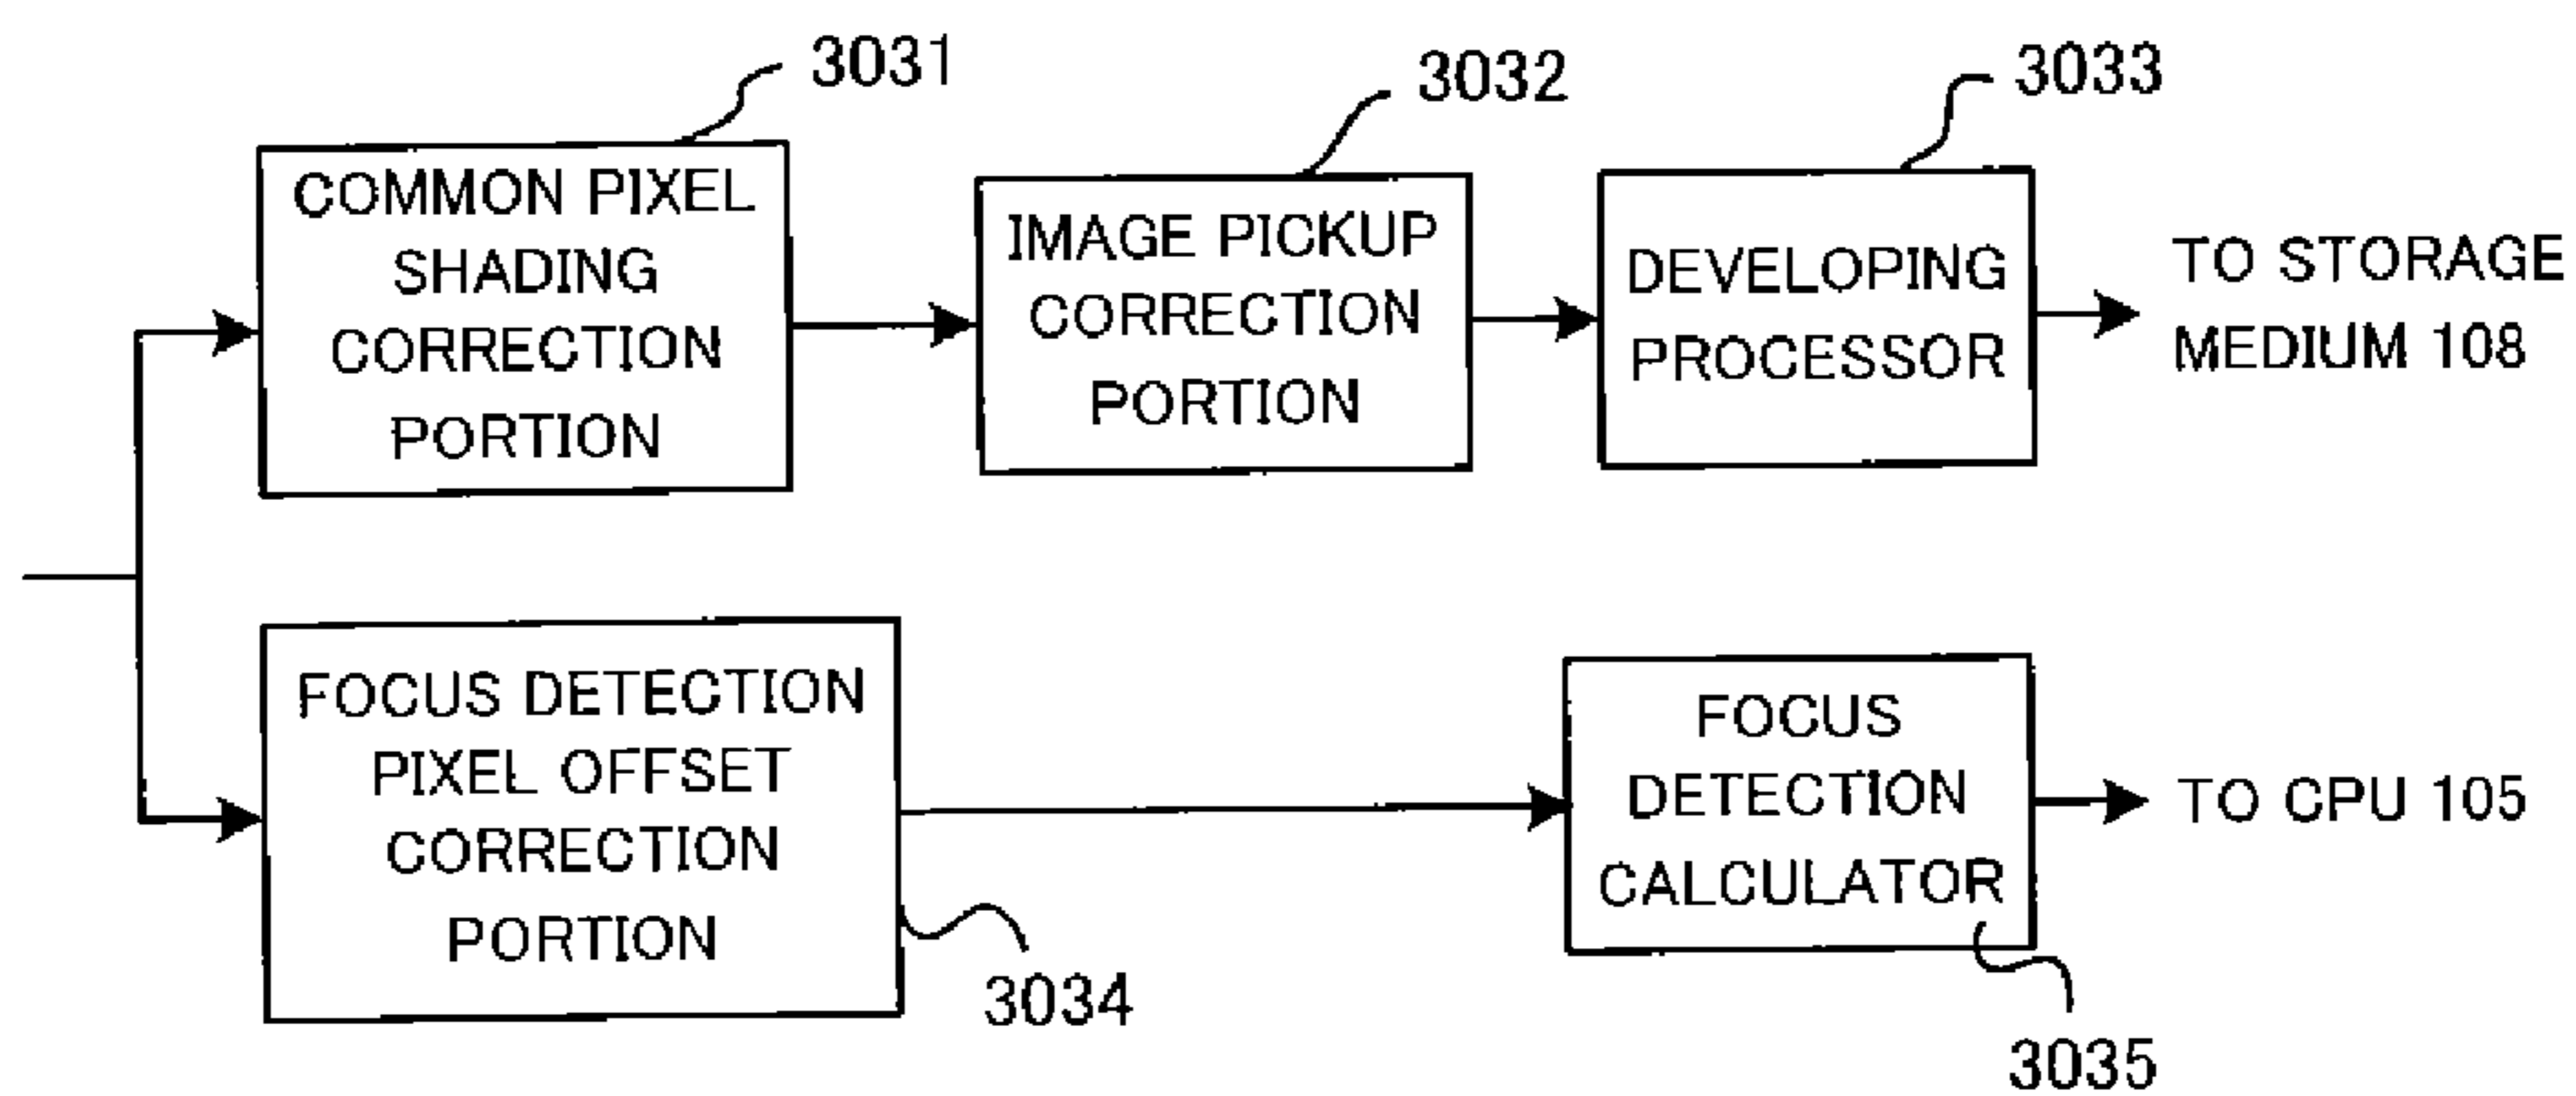 3031
COMMON PIXEL
SHADING
CORRECTION
PORTION
3032
IMAGE PICKUP
CORRECTION
PORTION
3033
DEVELOPING
PROCESSOR
TO STORAGE
MEDIUM 108
FOCUS DETECTION
PIXEL OFFSET
CORRECTION
PORTION
3034
FOCUS
DETECTION
CALCULATOR
3035
TO CPU 105